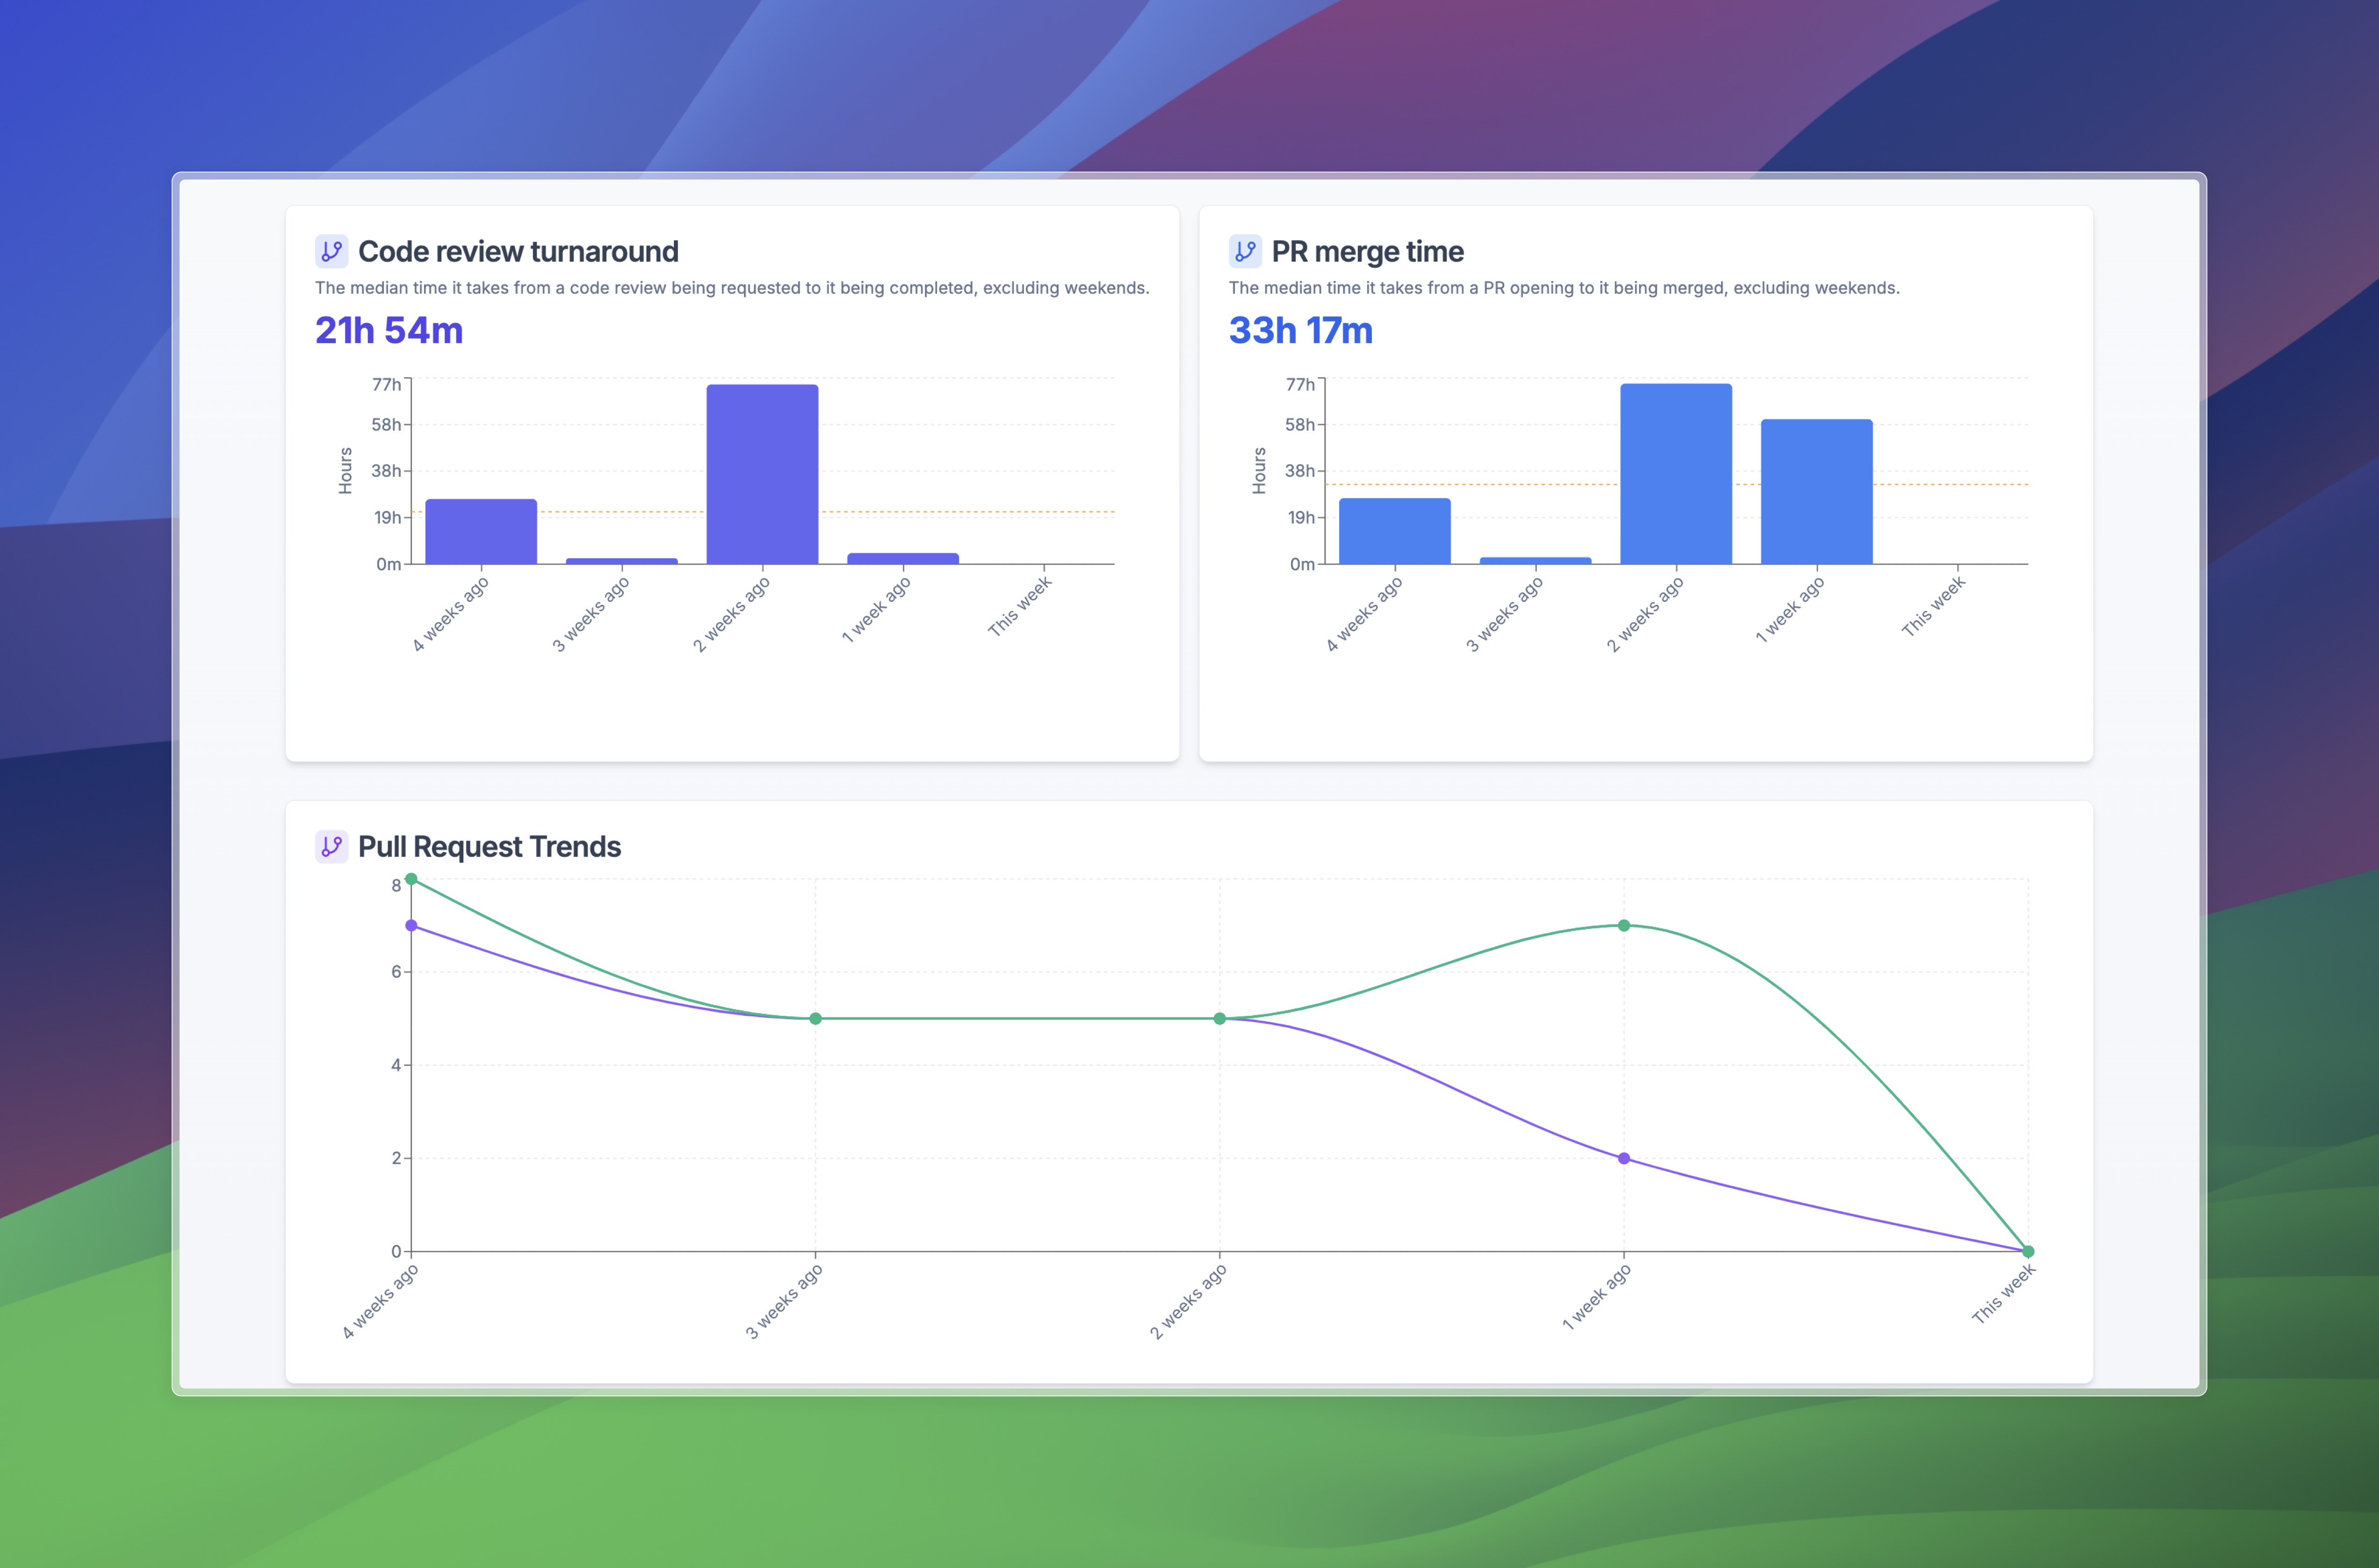 Code review turnaround
The median time it takes from a code review being requested to it being completed, excluding weekends.
21h 54m
77h
58h
38h
19h
0m
Hours
4 weeks ago
3 weeks ago
2 weeks ago
1 week ago
This week
PR merge time
The median time it takes from a PR opening to it being merged, excluding weekends.
33h 17m
77h
58h
38h
19h
0m
Hours
4 weeks ago
3 weeks ago
2 weeks ago
1 week ago
This week
Pull Request Trends
8
6
4
2
0
4 weeks ago
3 weeks ago
2 weeks ago
1 week ago
This week